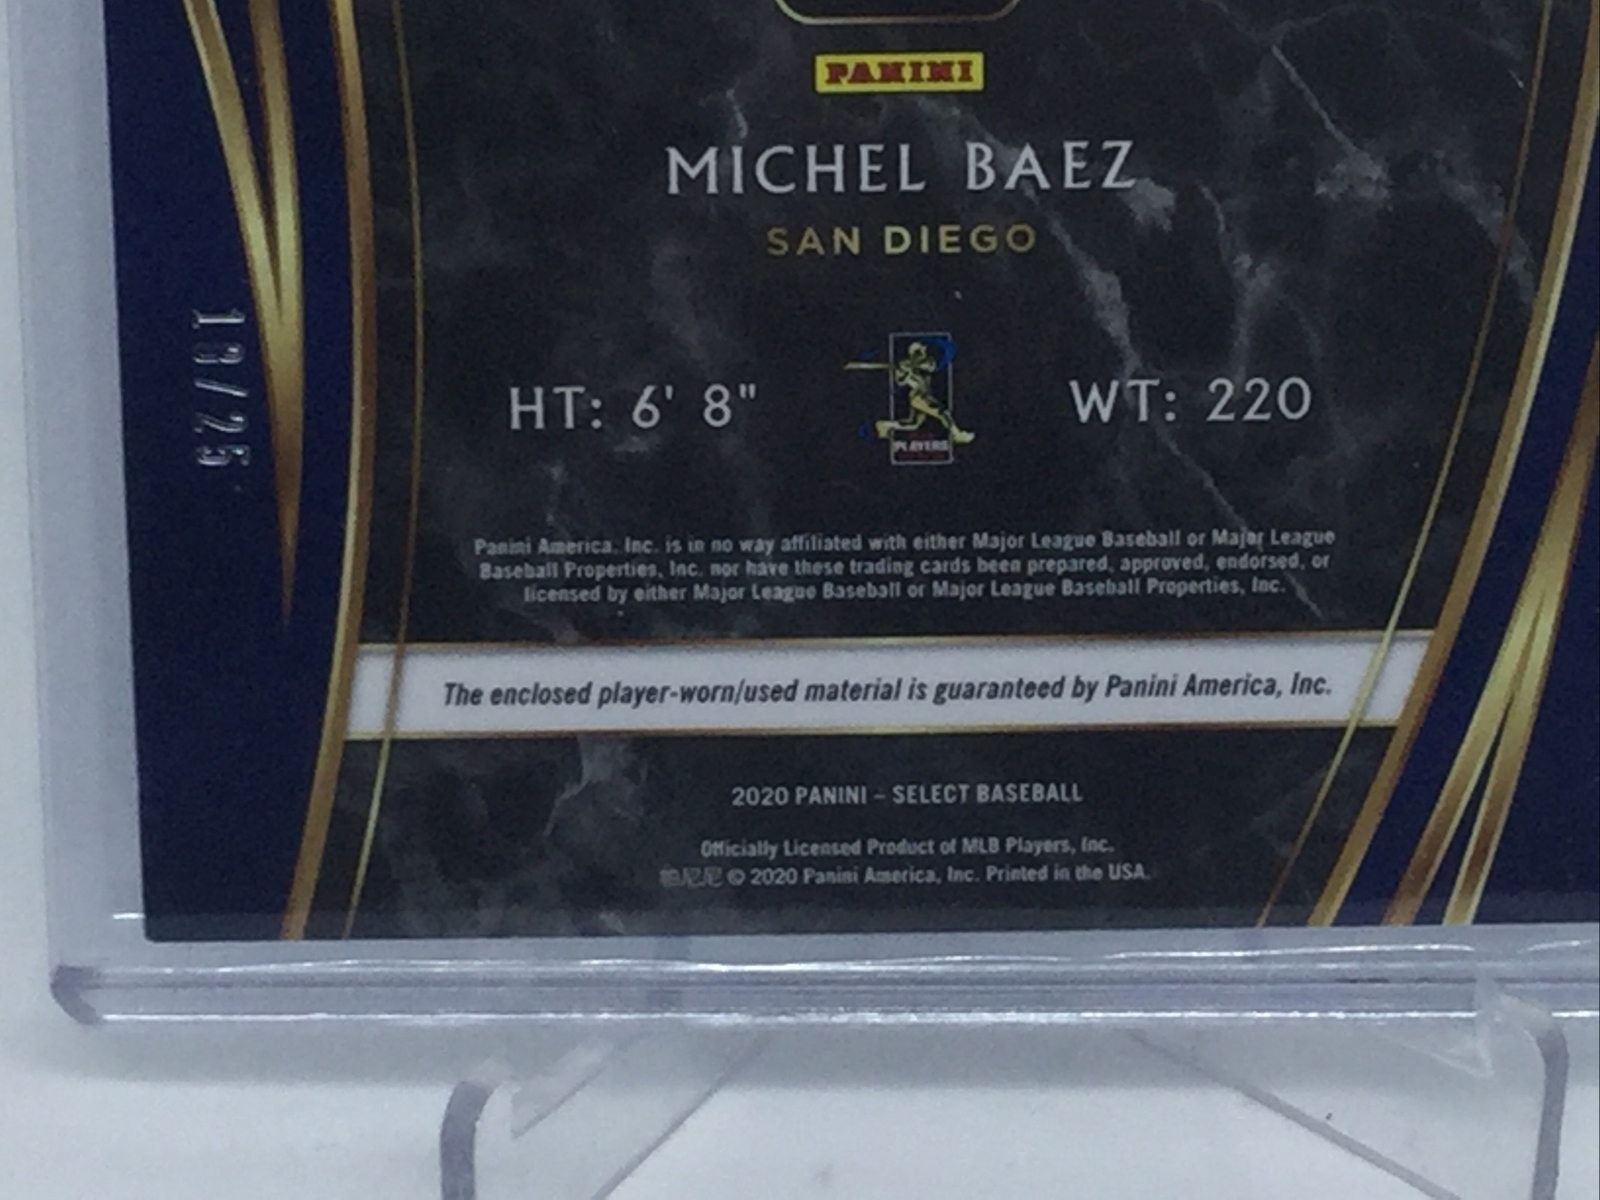 PANINI
MICHEL BAEZ
SAN DIEGO
18/25
HT: 6' 8"
WT: 220
PLAYERS
Panini America, Inc. is in no way affiliated with either Major League Baseball or Major League
Baseball Properties, Inc. nor have these trading cards been prepared, approved, endorsed, or
licensed by either Major League Baseball or Major League Baseball Properties, Inc.
The enclosed player-worn/used material is guaranteed by Panini America, Inc.
2020 PANINI – SELECT BASEBALL
Officially Licensed Product of MLB Players, Inc.
帕尼尼 © 2020 Panini America, Inc. Printed in the USA.